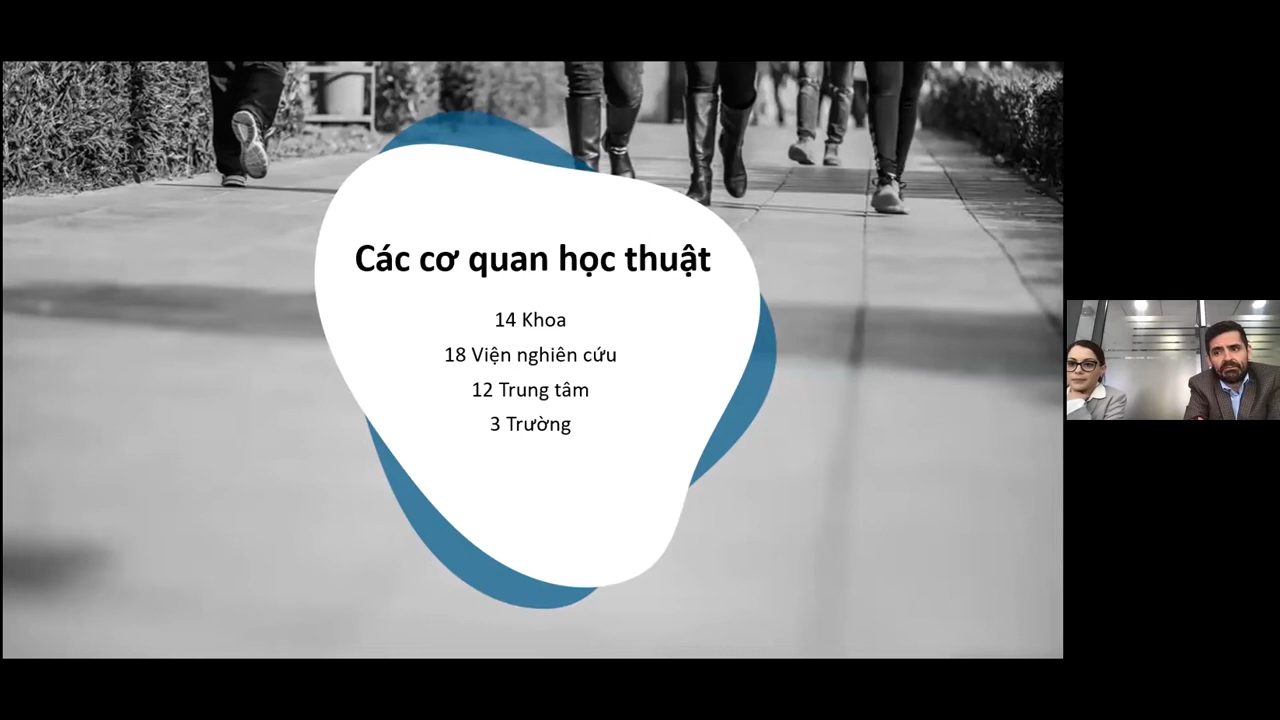 Các cơ quan học thuật
14 Khoa
18 Viện nghiên cứu
12 Trung tâm
3 Trường